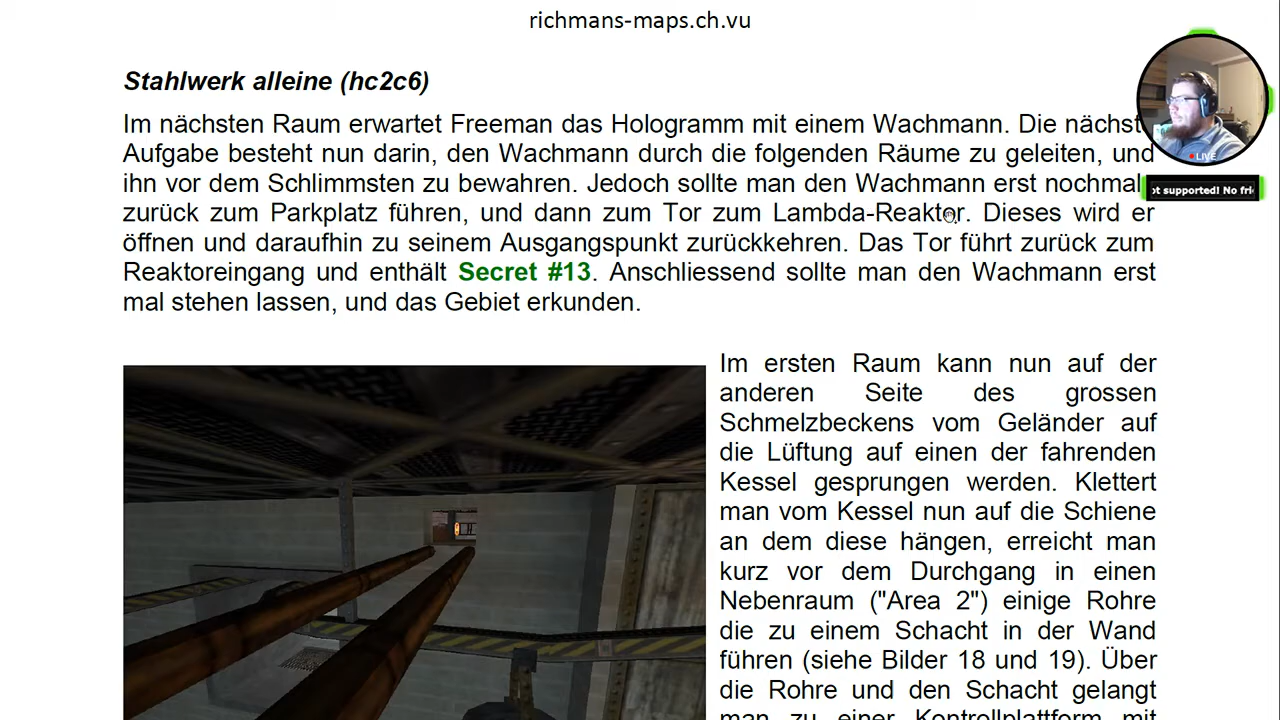 richmans-maps.ch.vu
Stahlwerk alleine (hc2c6)
Im nächsten Raum erwartet Freeman das Hologramm mit einem Wachmann. Die nächste
Aufgabe besteht nun darin, den Wachmann durch die folgenden Räume zu geleiten, und
ihn vor dem Schlimmsten zu bewahren. Jedoch sollte man den Wachmann erst nochmal
zurück zum Parkplatz führen, und dann zum Tor zum Lambda-Reaktor. Dieses wird er
öffnen und daraufhin zu seinem Ausgangspunkt zurückkehren. Das Tor führt zurück zum
Reaktoreingang und enthält Secret #13. Anschliessend sollte man den Wachmann erst
mal stehen lassen, und das Gebiet erkunden.
Im ersten Raum kann nun auf der
anderen Seite des grossen
Schmelzbeckens vom Geländer auf
die Lüftung auf einen der fahrenden
Kessel gesprungen werden. Klettert
man vom Kessel nun auf die Schiene
an dem diese hängen, erreicht man
kurz vor dem Durchgang in einen
Nebenraum ("Area 2") einige Rohre
die zu einem Schacht in der Wand
führen (siehe Bilder 18 und 19). Über
die Rohre und den Schacht gelangt
man zu einer Kontrollplattform mit
LIVE
ot supported! No fri